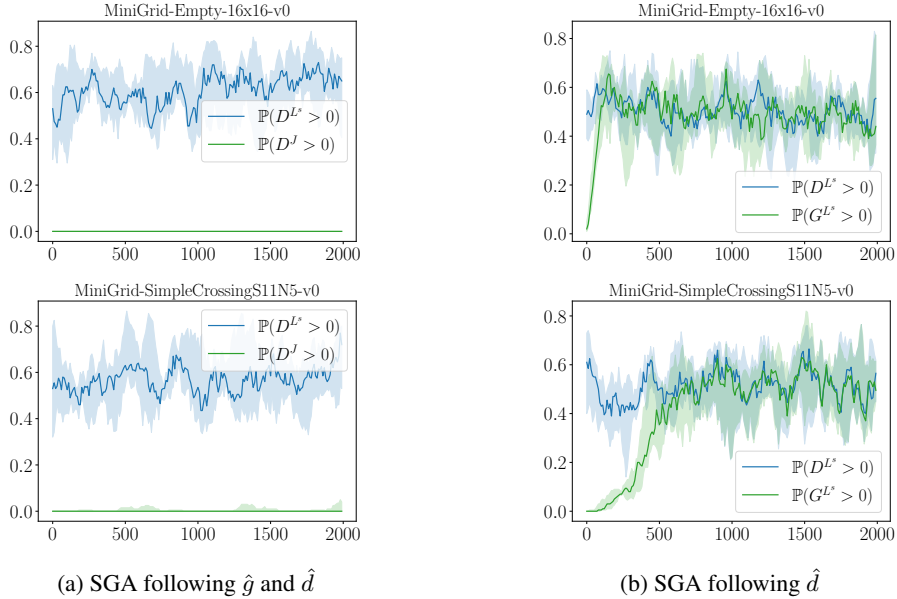 MiniGrid-Empty-16x16-v0
0.8
0.6
0.4
0.2
0.0
ℙ(D^{L^s} > 0)
ℙ(D^J > 0)
0 500 1000 1500 2000
MiniGrid-SimpleCrossingS11N5-v0
0.8
0.6
0.4
0.2
0.0
ℙ(D^{L^s} > 0)
ℙ(D^J > 0)
0 500 1000 1500 2000
(a) SGA following ĝ and d̂
MiniGrid-Empty-16x16-v0
0.8
0.6
0.4
0.2
0.0
ℙ(D^{L^s} > 0)
ℙ(G^{L^s} > 0)
0 500 1000 1500 2000
MiniGrid-SimpleCrossingS11N5-v0
0.8
0.6
0.4
0.2
0.0
ℙ(D^{L^s} > 0)
ℙ(G^{L^s} > 0)
0 500 1000 1500 2000
(b) SGA following d̂